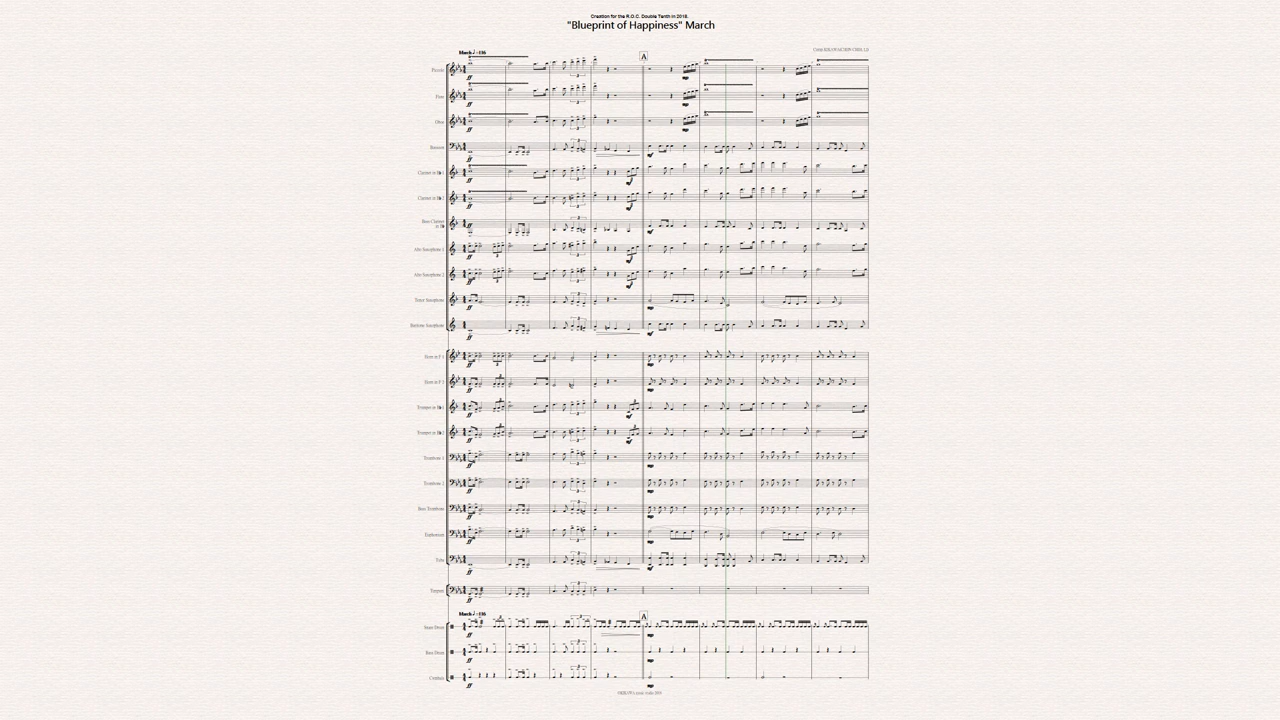 Creation for the R.O.C. Double Tenth in 2018.
"Blueprint of Happiness" March
March ♩=116
A
Piccolo
Flute
Oboe
Bassoon
Clarinet in B♭ 1
Clarinet in B♭ 2
Bass Clarinet
in B♭
Alto Saxophone 1
Alto Saxophone 2
Tenor Saxophone
Baritone Saxophone
Horn in F 1
Horn in F 2
Trumpet in B♭ 1
Trumpet in B♭ 2
Trombone 1
Trombone 2
Bass Trombone
Euphonium
Tuba
Timpani
March ♩=116
A
Snare Drum
Bass Drum
Cymbals